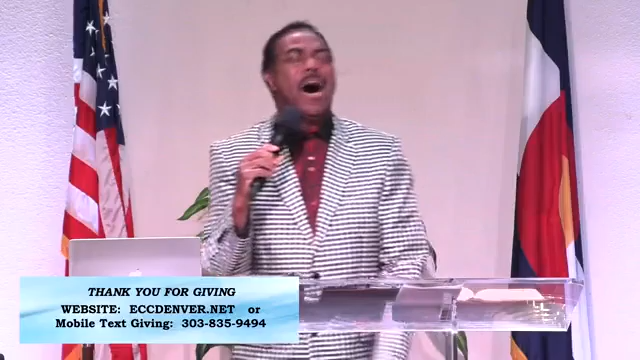 THANK YOU FOR GIVING
WEBSITE: ECCDENVER.NET or
Mobile Text Giving: 303-835-9494